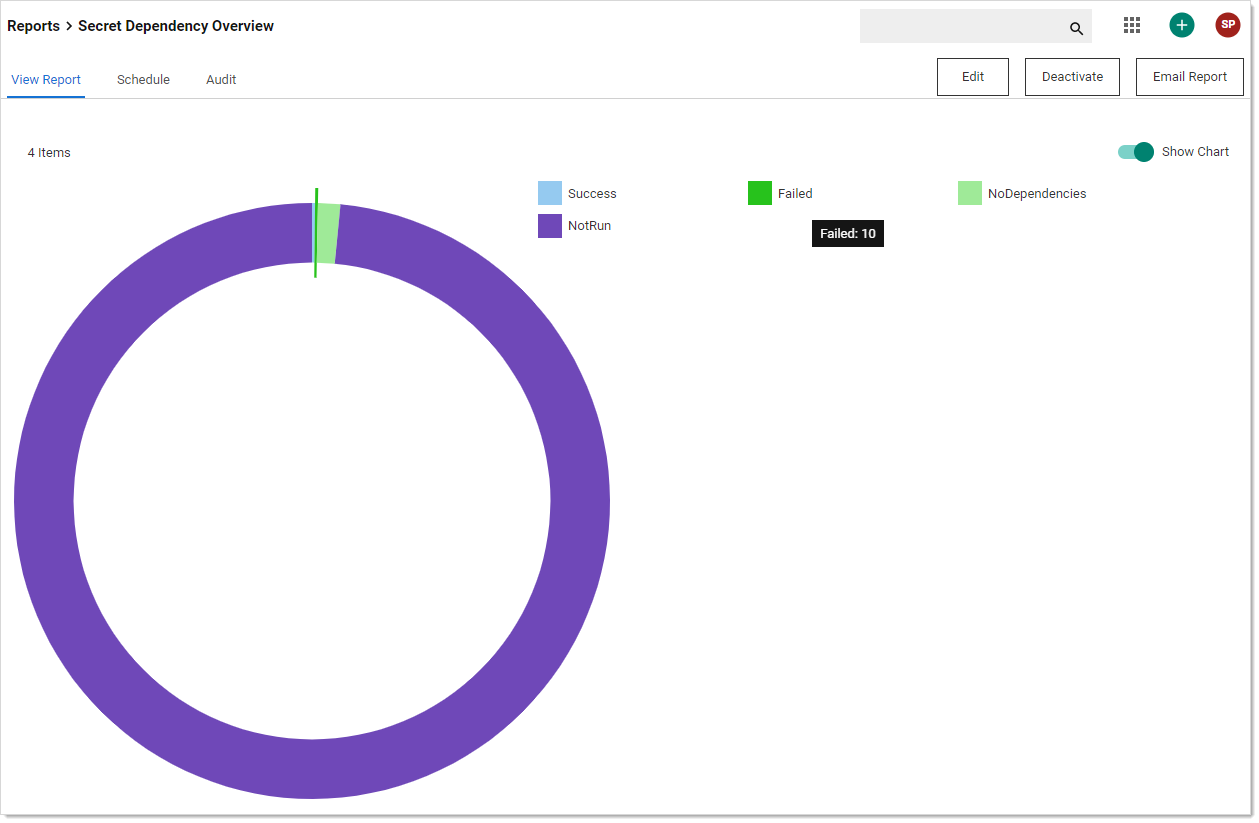 Reports > Secret Dependency Overview
SP
View Report
Schedule
Audit
Edit
Deactivate
Email Report
4 Items
Show Chart
Success
Failed
NoDependencies
NotRun
Failed: 10